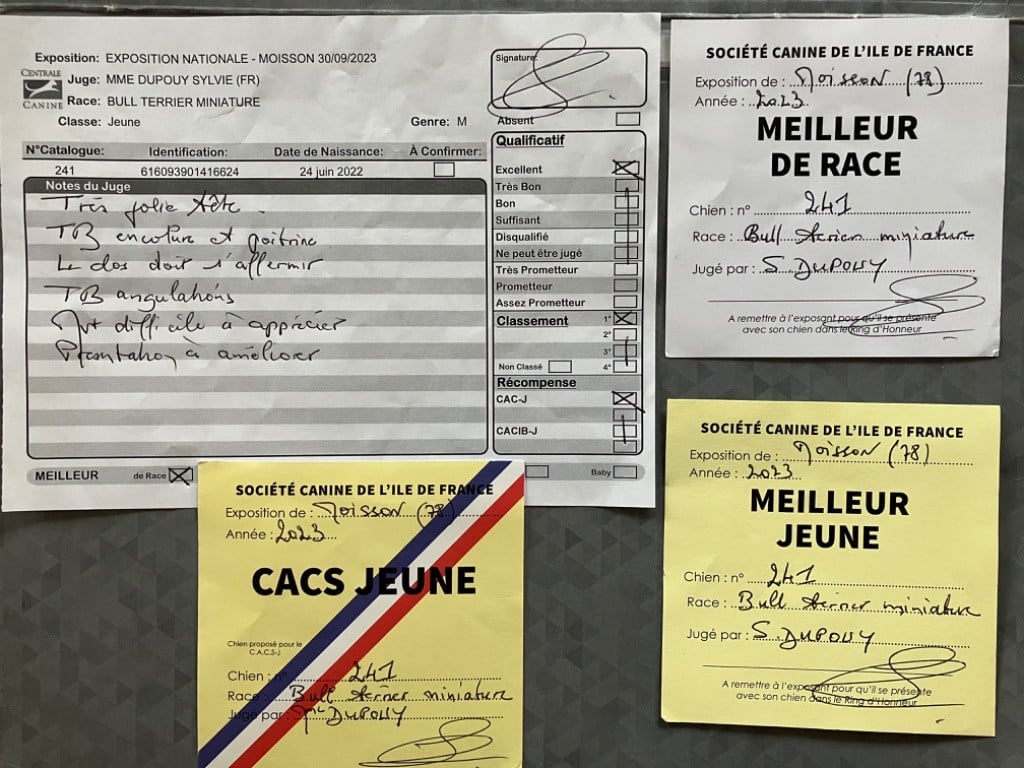 Exposition: EXPOSITION NATIONALE - MOISSON 30/09/2023
CENTRALE CANINE
Juge: MME DUPOUY SYLVIE (FR)
Race: BULL TERRIER MINIATURE
Classe: Jeune Genre: M
N°Catalogue: Identification: Date de Naissance: À Confirmer:
241 616093901416624 24 juin 2022
Notes du Juge
Très jolie tête.
TB encolure et poitrine
Le dos doit s'affermir
TB angulations
Mvt difficile à apprécier
Présentation à améliorer
Signature:
Absent
Qualificatif
Excellent
Très Bon
Bon
Suffisant
Disqualifié
Ne peut être jugé
Très Prometteur
Prometteur
Assez Prometteur
Classement 1°
2°
3°
Non Classé 4°
Récompense
CAC-J
CACIB-J
MEILLEUR de Race Baby
SOCIÉTÉ CANINE DE L'ILE DE FRANCE
Exposition de : Moisson (78)
Année : 2023
MEILLEUR
DE RACE
Chien : n° 241
Race : Bull terrier miniature
Jugé par : S. DUPOUY
A remettre à l'exposant pour qu'il se présente
avec son chien dans le Ring d'Honneur
SOCIÉTÉ CANINE DE L'ILE DE FRANCE
Exposition de : Moisson (78)
Année : 2023
CACS JEUNE
Chien proposé pour le
C.A.C.S-J
Chien : n° 241
Race : Bull terrier miniature
Jugé par : Me DUPOUY
SOCIÉTÉ CANINE DE L'ILE DE FRANCE
Exposition de : Moisson (78)
Année : 2023
MEILLEUR
JEUNE
Chien : n° 241
Race : Bull terrier miniature
Jugé par : S. DUPOUY
A remettre à l'exposant pour qu'il se présente
avec son chien dans le Ring d'Honneur